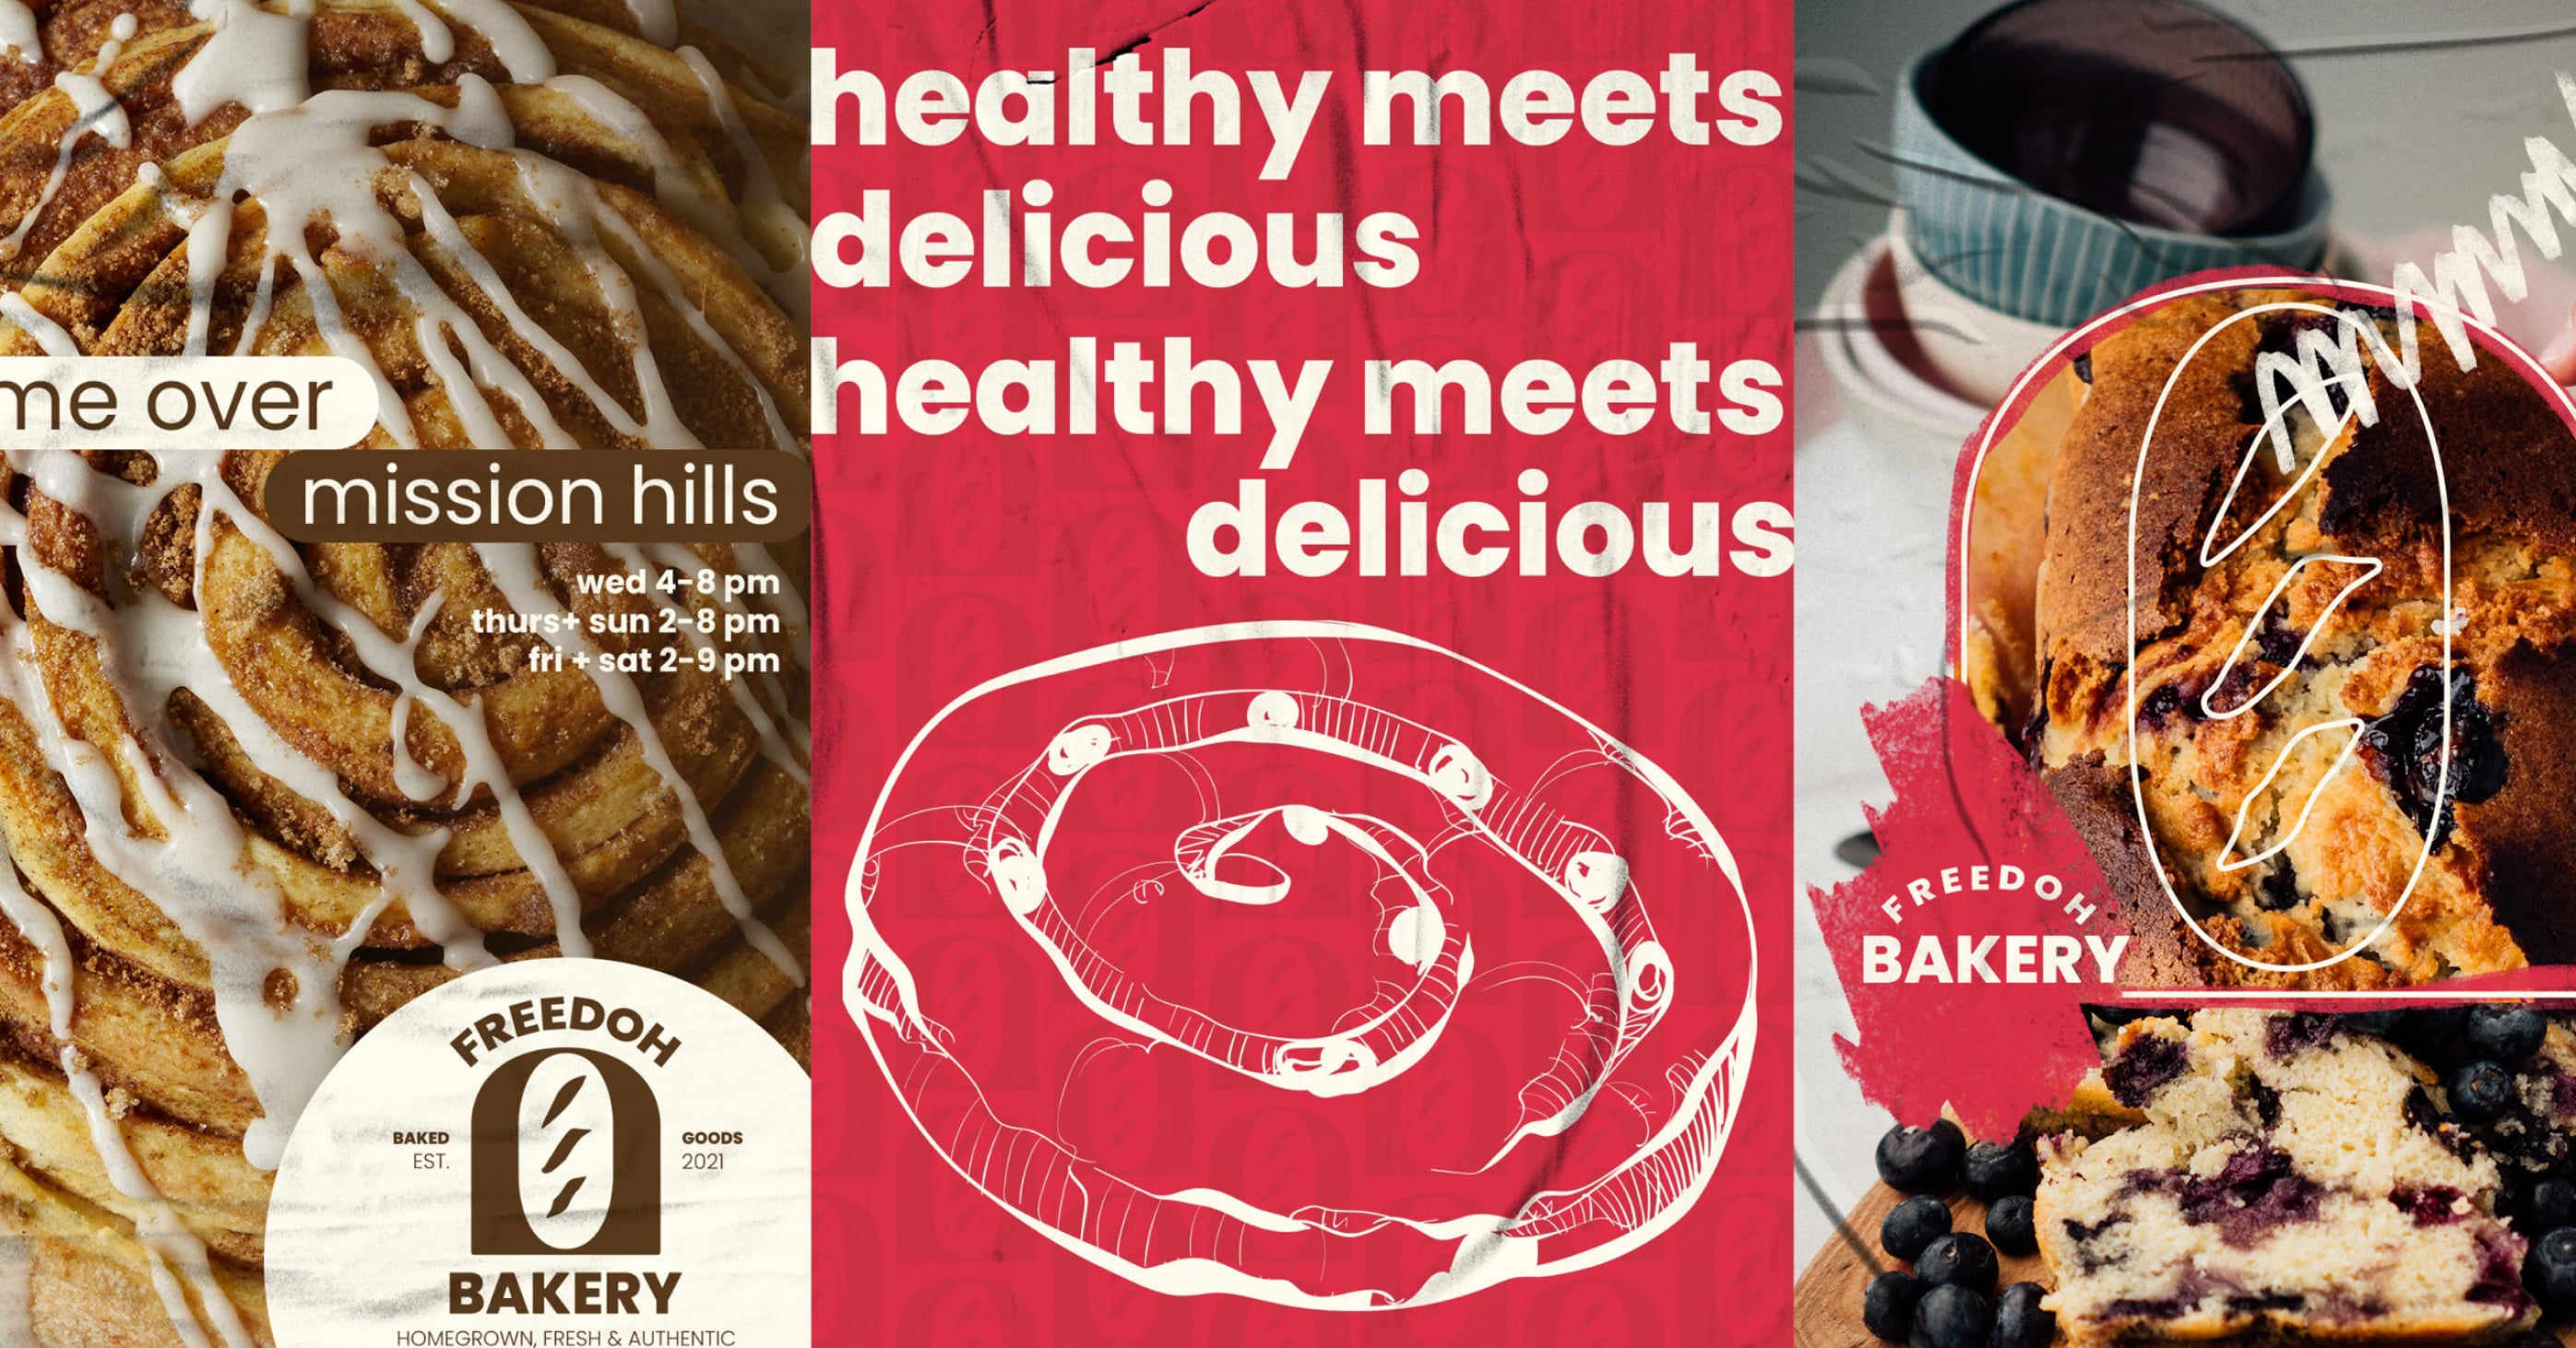 me over
mission hills
wed 4-8 pm
thurs+ sun 2-8 pm
fri + sat 2-9 pm
FREEDOH
BAKED
EST.
GOODS
2021
BAKERY
HOMEGROWN, FRESH & AUTHENTIC
healthy meets
delicious
healthy meets
delicious
FREEDOH
BAKERY